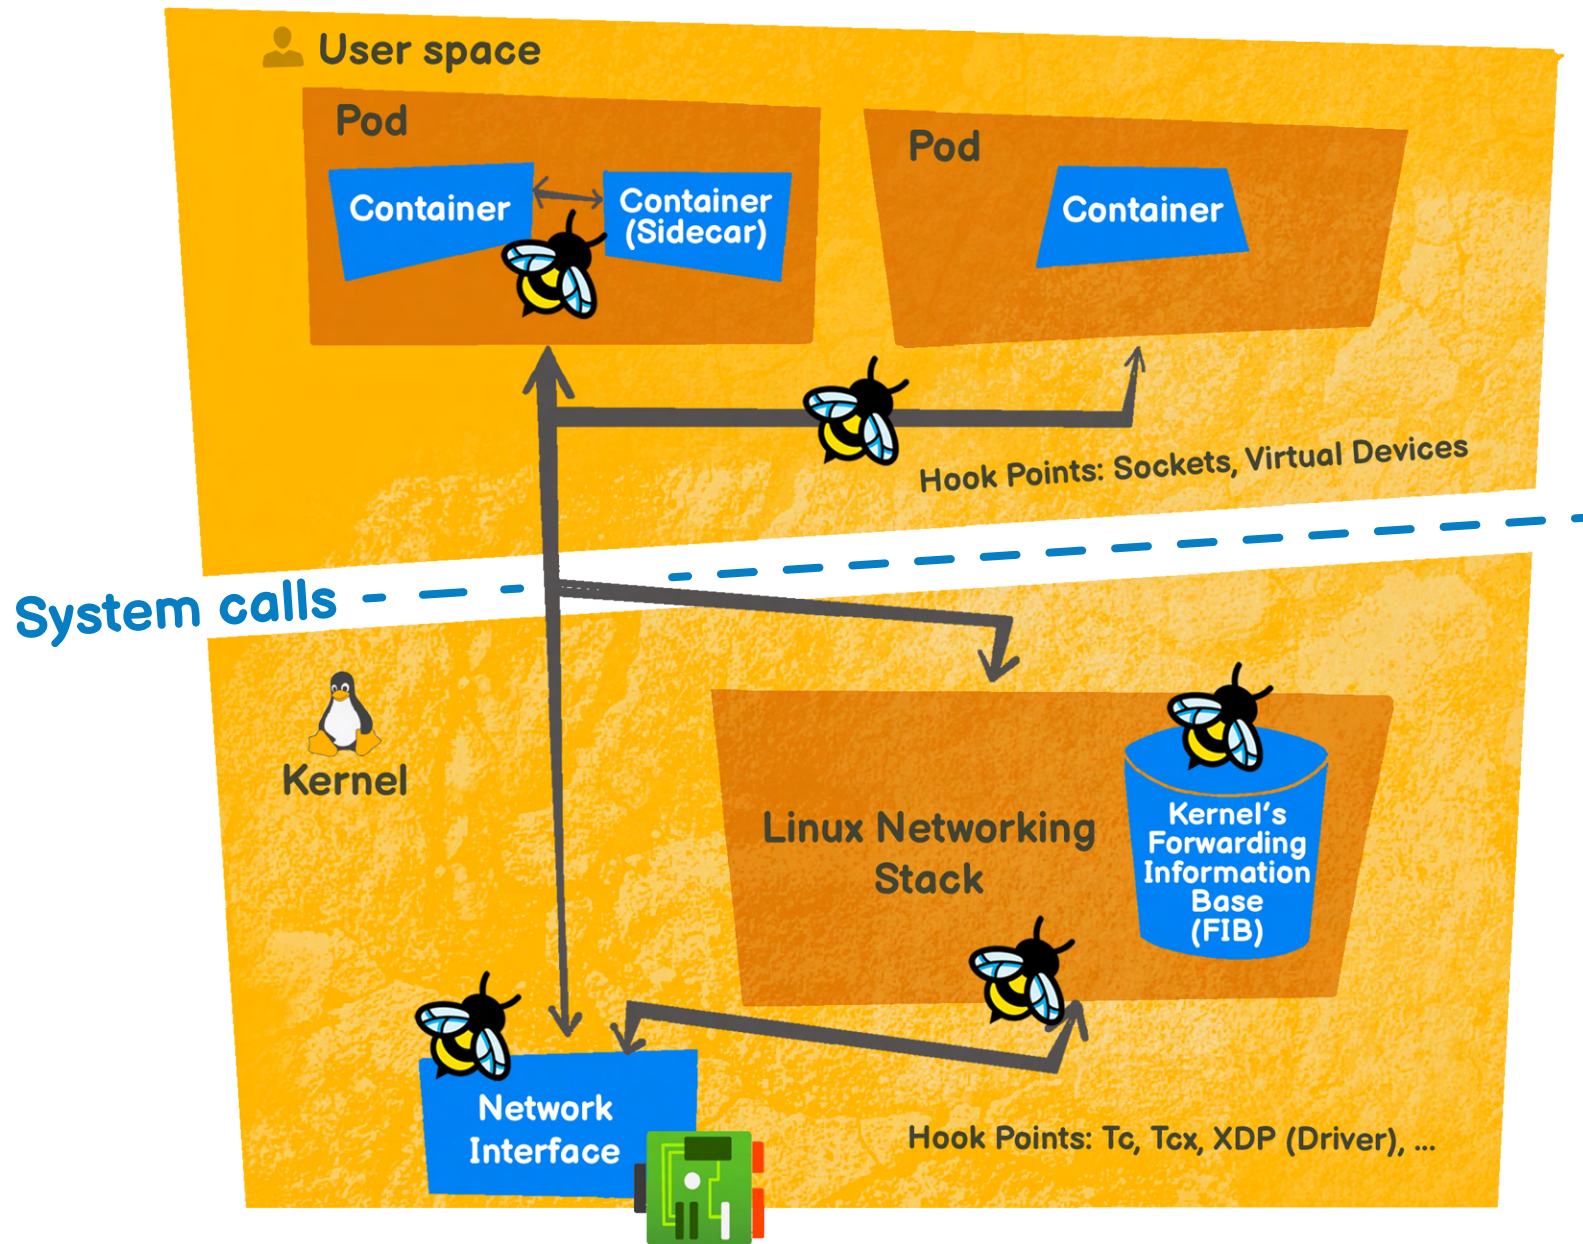 User space
Pod
Container
Container
(Sidecar)
Pod
Container
Hook Points: Sockets, Virtual Devices
System calls
Kernel
Linux Networking
Stack
Kernel's
Forwarding
Information
Base
(FIB)
Network
Interface
Hook Points: Tc, Tcx, XDP (Driver), ...